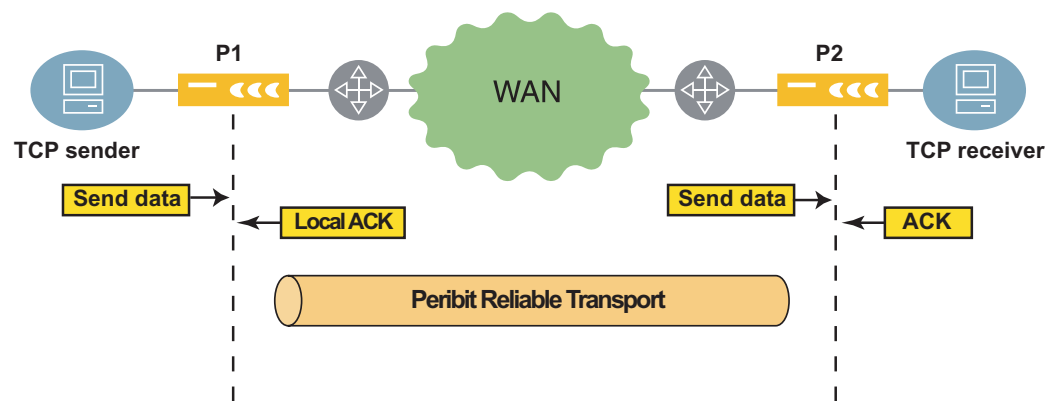 P1
P2
WAN
TCP sender
TCP receiver
Send data
Send data
Local ACK
ACK
Peribit Reliable Transport